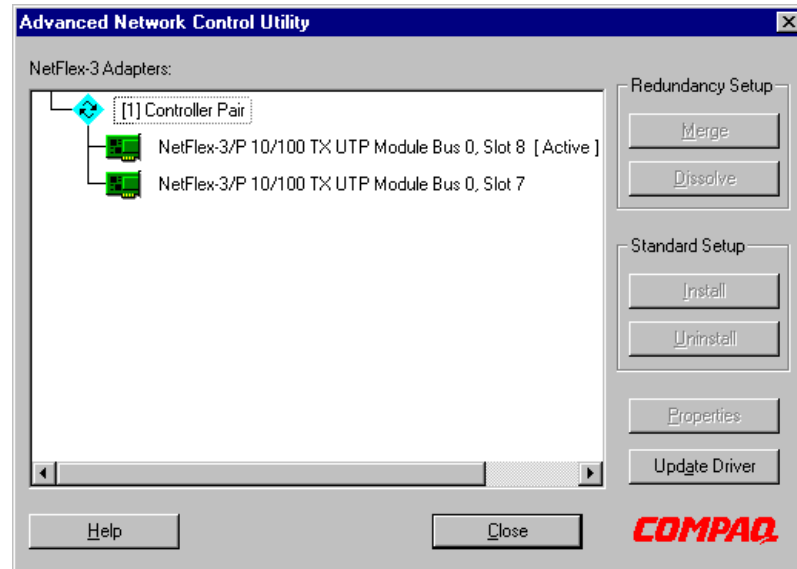 Advanced Network Control Utility
NetFlex-3 Adapters:
[1] Controller Pair
NetFlex-3/P 10/100 TX UTP Module Bus 0, Slot 8 [ Active ]
NetFlex-3/P 10/100 TX UTP Module Bus 0, Slot 7
Redundancy Setup
Merge
Dissolve
Standard Setup
Install
Uninstall
Properties
Update Driver
Help
Close
COMPAQ